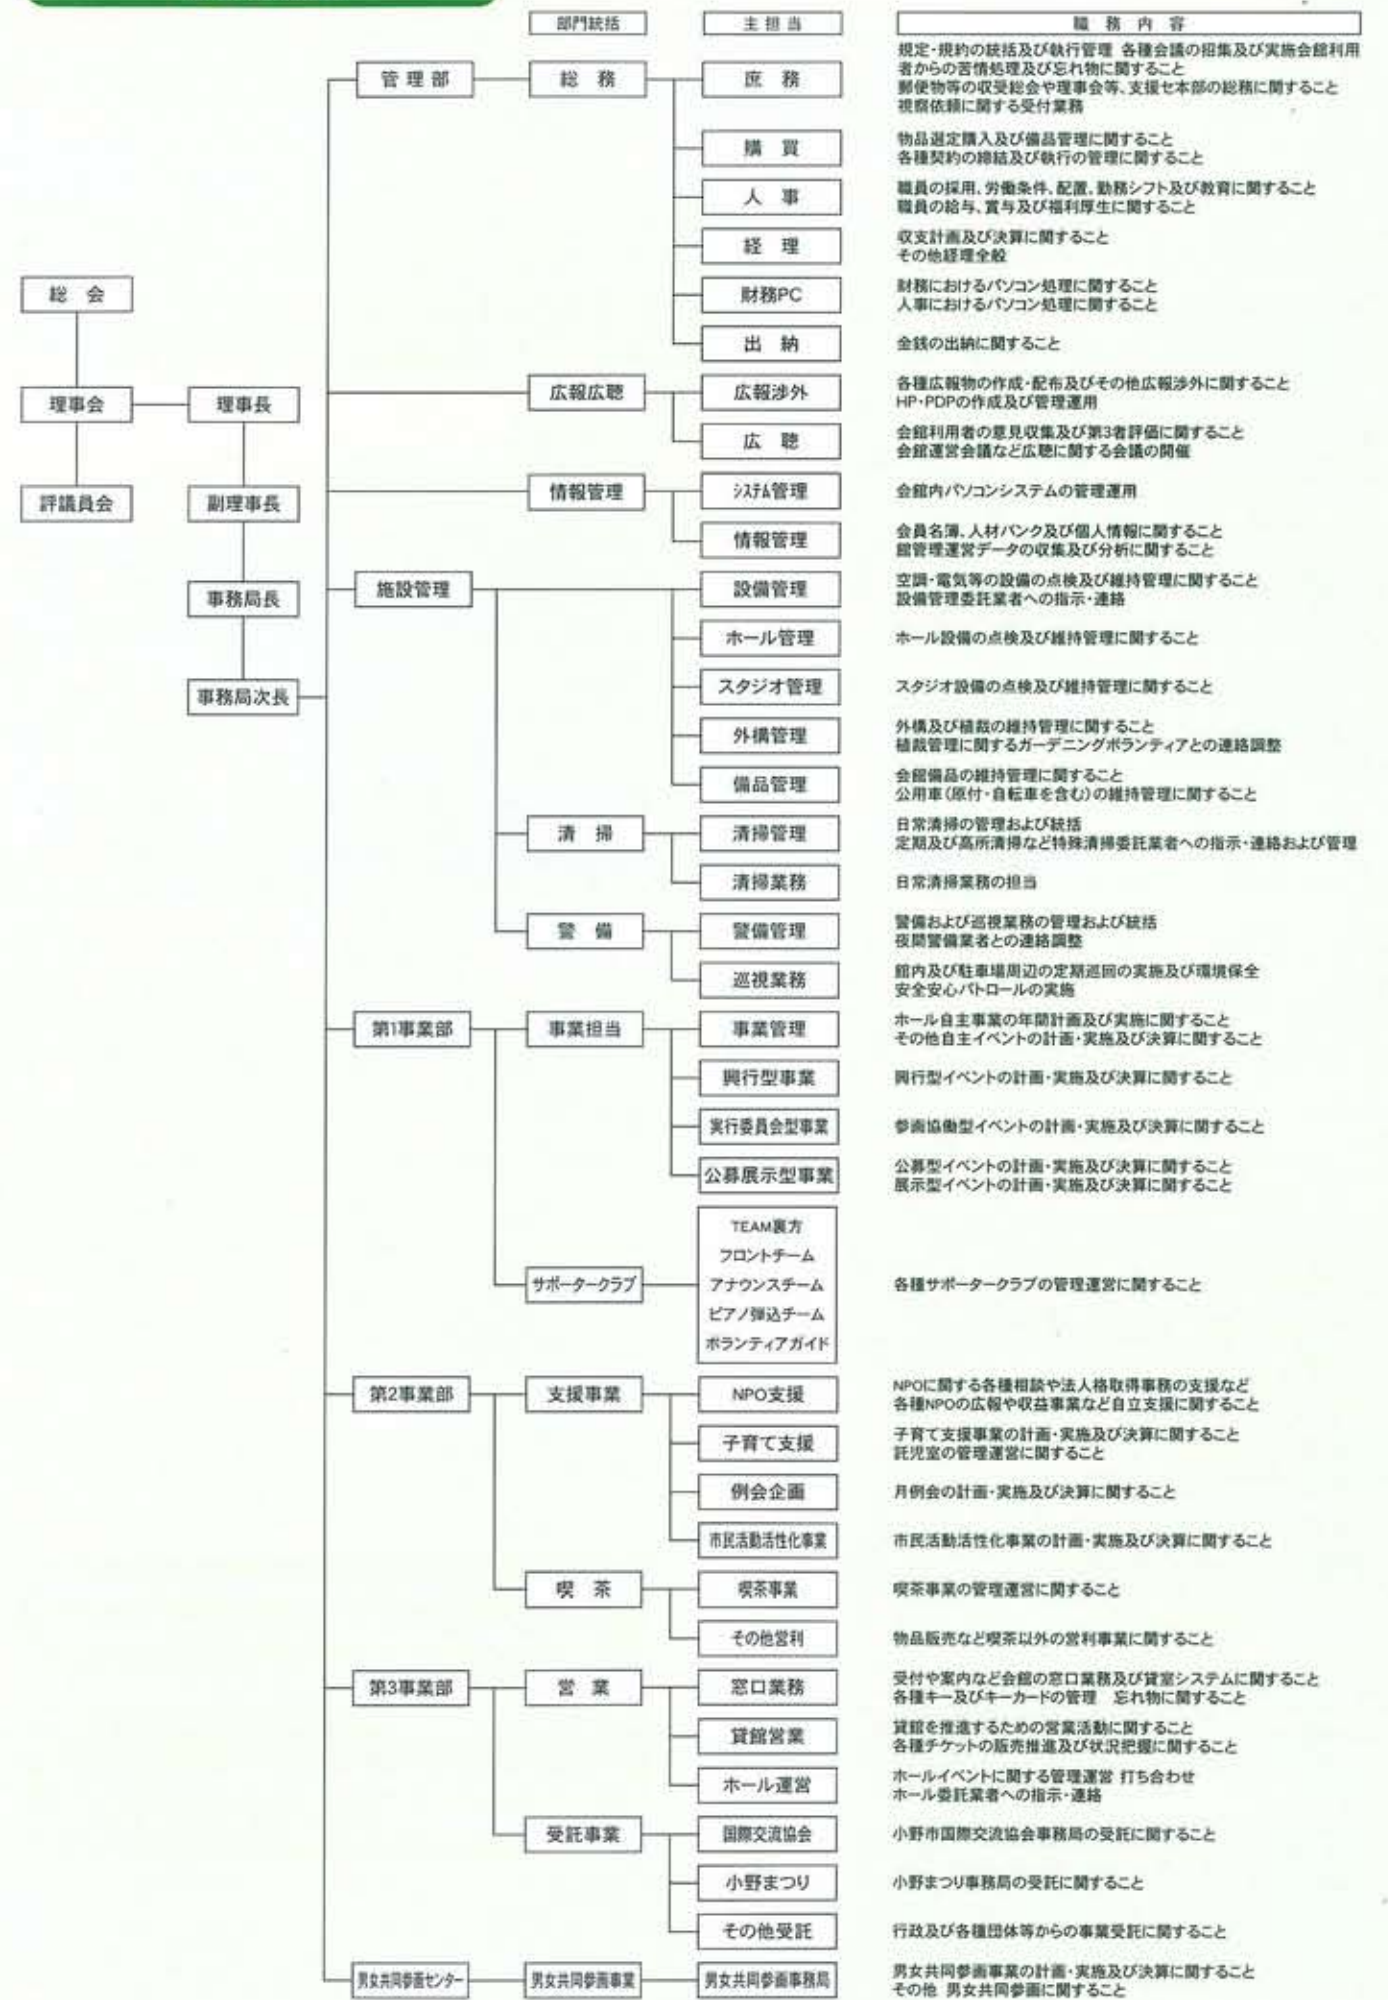 部門統括 主担当 職務内容
管理部 総務 庶務
規定・規約の統括及び執行管理 各種会議の招集及び実施会館利用
者からの苦情処理及び忘れ物に関すること
郵便物等の収受総会や理事会等、支援セ本部の総務に関すること
視察依頼に関する受付業務
購買
物品選定購入及び備品管理に関すること
各種契約の締結及び執行の管理に関すること
人事
職員の採用、労働条件、配置、勤務シフト及び教育に関すること
職員の給与、賞与及び福利厚生に関すること
経理
収支計画及び決算に関すること
その他経理全般
総会
財務PC
財務におけるパソコン処理に関すること
人事におけるパソコン処理に関すること
出納
金銭の出納に関すること
理事会 理事長
広報広聴 広報渉外
各種広報物の作成・配布及びその他広報渉外に関すること
HP・PDPの作成及び管理運用
広聴
会館利用者の意見収集及び第3者評価に関すること
会館運営会議など広聴に関する会議の開催
評議員会 副理事長
情報管理 システム管理
会館内パソコンシステムの管理運用
情報管理
会員名簿、人材バンク及び個人情報に関すること
館管理運営データの収集及び分析に関すること
事務局長
施設管理 設備管理
空調・電気等の設備の点検及び維持管理に関すること
設備管理委託業者への指示・連絡
ホール管理
ホール設備の点検及び維持管理に関すること
事務局次長
スタジオ管理
スタジオ設備の点検及び維持管理に関すること
外構管理
外構及び植栽の維持管理に関すること
植栽管理に関するガーデニングボランティアとの連絡調整
備品管理
会館備品の維持管理に関すること
公用車(原付・自転車を含む)の維持管理に関すること
清掃 清掃管理
日常清掃の管理および統括
定期及び高所清掃など特殊清掃委託業者への指示・連絡および管理
清掃業務
日常清掃業務の担当
警備 警備管理
警備および巡視業務の管理および統括
夜間警備業者との連絡調整
巡視業務
館内及び駐車場周辺の定期巡回の実施及び環境保全
安全安心パトロールの実施
第1事業部 事業担当 事業管理
ホール自主事業の年間計画及び実施に関すること
その他自主イベントの計画・実施及び決算に関すること
興行型事業
興行型イベントの計画・実施及び決算に関すること
実行委員会型事業
参画協働型イベントの計画・実施及び決算に関すること
公募展示型事業
公募型イベントの計画・実施及び決算に関すること
展示型イベントの計画・実施及び決算に関すること
サポータークラブ
TEAM裏方
フロントチーム
アナウンスチーム
ピアノ弾込チーム
ボランティアガイド
各種サポータークラブの管理運営に関すること
第2事業部 支援事業 NPO支援
NPOに関する各種相談や法人格取得事務の支援など
各種NPOの広報や収益事業など自立支援に関すること
子育て支援
子育て支援事業の計画・実施及び決算に関すること
託児室の管理運営に関すること
例会企画
月例会の計画・実施及び決算に関すること
市民活動活性化事業
市民活動活性化事業の計画・実施及び決算に関すること
喫茶 喫茶事業
喫茶事業の管理運営に関すること
その他営利
物品販売など喫茶以外の営利事業に関すること
第3事業部 営業 窓口業務
受付や案内など会館の窓口業務及び貸室システムに関すること
各種キー及びキーカードの管理 忘れ物に関すること
貸館営業
貸館を推進するための営業活動に関すること
各種チケットの販売推進及び状況把握に関すること
ホール運営
ホールイベントに関する管理運営 打ち合わせ
ホール委託業者への指示・連絡
受託事業 国際交流協会
小野市国際交流協会事務局の受託に関すること
小野まつり
小野まつり事務局の受託に関すること
その他受託
行政及び各種団体等からの事業受託に関すること
男女共同参画センター 男女共同参画事業 男女共同参画事務局
男女共同参画事業の計画・実施及び決算に関すること
その他 男女共同参画に関すること